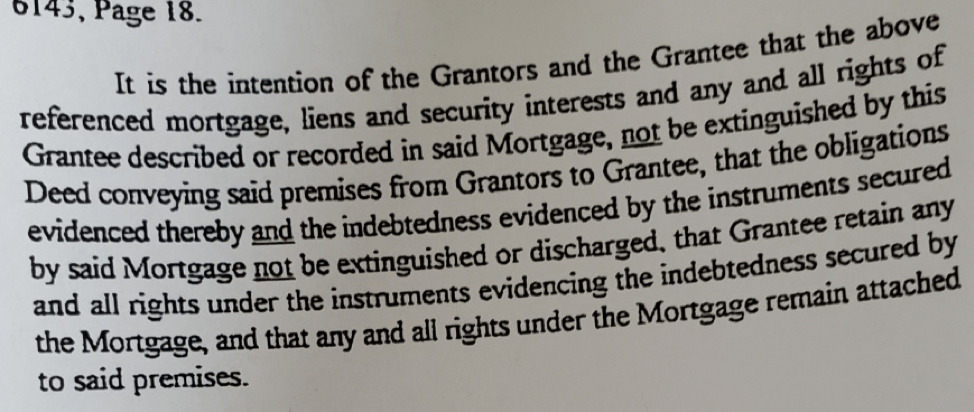 6143, Page 18.
It is the intention of the Grantors and the Grantee that the above
referenced mortgage, liens and security interests and any and all rights of
Grantee described or recorded in said Mortgage, not be extinguished by this
Deed conveying said premises from Grantors to Grantee, that the obligations
evidenced thereby and the indebtedness evidenced by the instruments secured
by said Mortgage not be extinguished or discharged, that Grantee retain any
and all rights under the instruments evidencing the indebtedness secured by
the Mortgage, and that any and all rights under the Mortgage remain attached
to said premises.